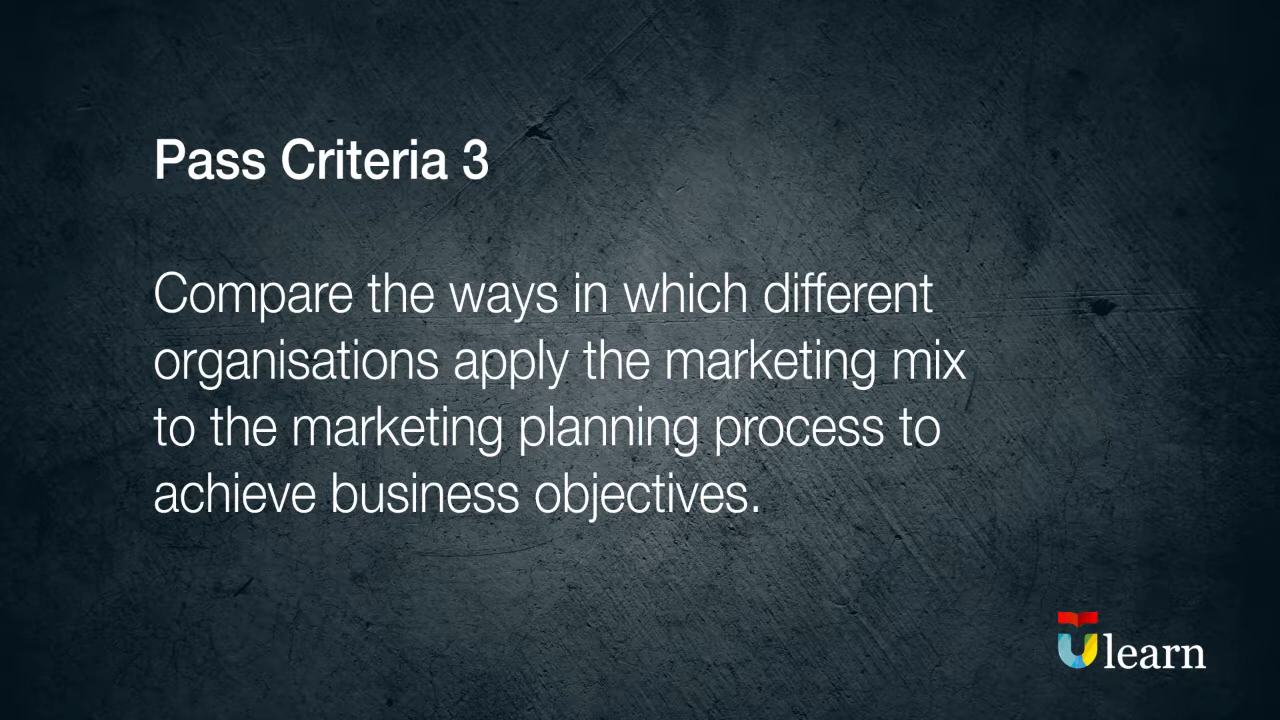 Pass Criteria 3
Compare the ways in which different
organisations apply the marketing mix
to the marketing planning process to
achieve business objectives.
U learn